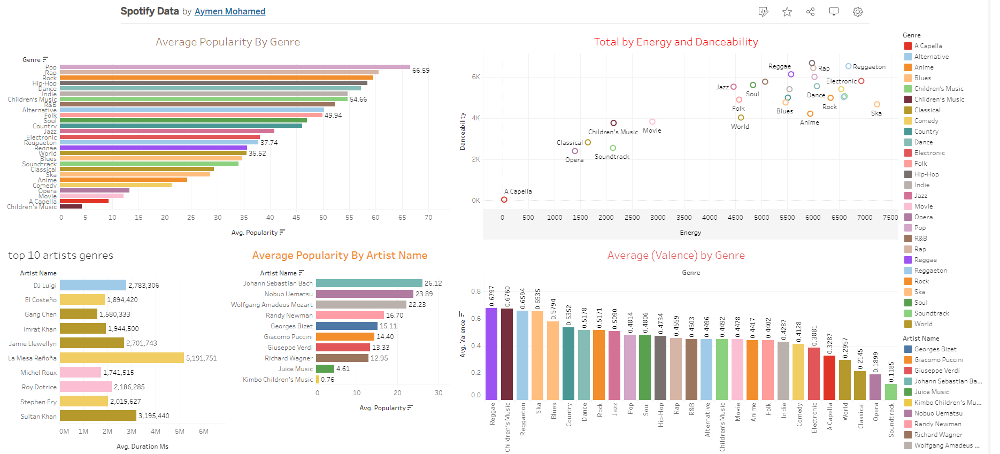 Spotify Data by Aymen Mohamed
Average Popularity By Genre
Genre
Pop
Rap
Rock
Hip-Hop
Dance
Indie
Children's Music
R&B
Alternative
Folk
Soul
Country
Jazz
Electronic
Reggaeton
Reggae
World
Blues
Soundtrack
Classical
Ska
Anime
Comedy
Opera
Movie
A Capella
Children's Music
66.59
54.66
49.94
37.74
35.52
0 5 10 15 20 25 30 35 40 45 50 55 60 65 70
Avg. Popularity
Total by Energy and Danceability
Danceability
6K
4K
2K
0K
Reggae
Rap
Reggaeton
Jazz
Soul
Electronic
Dance
Folk
Blues
Rock
Ska
World
Anime
Children's Music
Movie
Classical
Opera
Soundtrack
A Capella
0 500 1000 1500 2000 2500 3000 3500 4000 4500 5000 5500 6000 6500 7000 7500
Energy
top 10 artists genres
Artist Name
DJ Luigi 2,783,306
El Costeño 1,894,420
Gang Chen 1,580,333
Imrat Khan 1,944,500
Jamie Llewellyn 2,701,743
La Mesa Reñoña 5,191,751
Michel Roux 1,741,515
Roy Dotrice 2,186,285
Stephen Fry 2,019,627
Sultan Khan 3,195,440
0M 1M 2M 3M 4M 5M 6M
Avg. Duration Ms
Average Popularity By Artist Name
Artist Name
Johann Sebastian Bach 26.12
Nobuo Uematsu 23.89
Wolfgang Amadeus Mozart 22.23
Randy Newman 16.70
Georges Bizet 15.11
Giacomo Puccini 14.40
Giuseppe Verdi 13.33
Richard Wagner 12.95
Juice Music 4.61
Kimbo Children's Music 0.76
0 10 20 30
Avg. Popularity
Average (Valence) by Genre
Genre
Avg. Valence
0.8
0.6
0.4
0.2
0.0
0.6797
0.6760
0.6594
0.6535
0.5794
0.5352
0.5178
0.5171
0.5090
0.4814
0.4806
0.4734
0.4559
0.4503
0.4496
0.4492
0.4478
0.4417
0.4402
0.4287
0.4128
0.3881
0.3287
0.2957
0.2145
0.1899
0.1185
Reggae
Children's Music
Reggaeton
Ska
Blues
Country
Dance
Rock
Jazz
Pop
Soul
Hip-Hop
Rap
R&B
Alternative
Children's Music
Movie
Anime
Folk
Indie
Comedy
Electronic
A Capella
World
Classical
Opera
Soundtrack
Genre
A Capella
Alternative
Anime
Blues
Children's Music
Children's Music
Classical
Comedy
Country
Dance
Electronic
Folk
Hip-Hop
Indie
Jazz
Movie
Opera
Pop
R&B
Rap
Reggae
Reggaeton
Rock
Ska
Soul
Soundtrack
World
Artist Name
Georges Bizet
Giacomo Puccini
Giuseppe Verdi
Johann Sebastian Ba...
Juice Music
Kimbo Children's Mu...
Nobuo Uematsu
Randy Newman
Richard Wagner
Wolfgang Amadeus ...